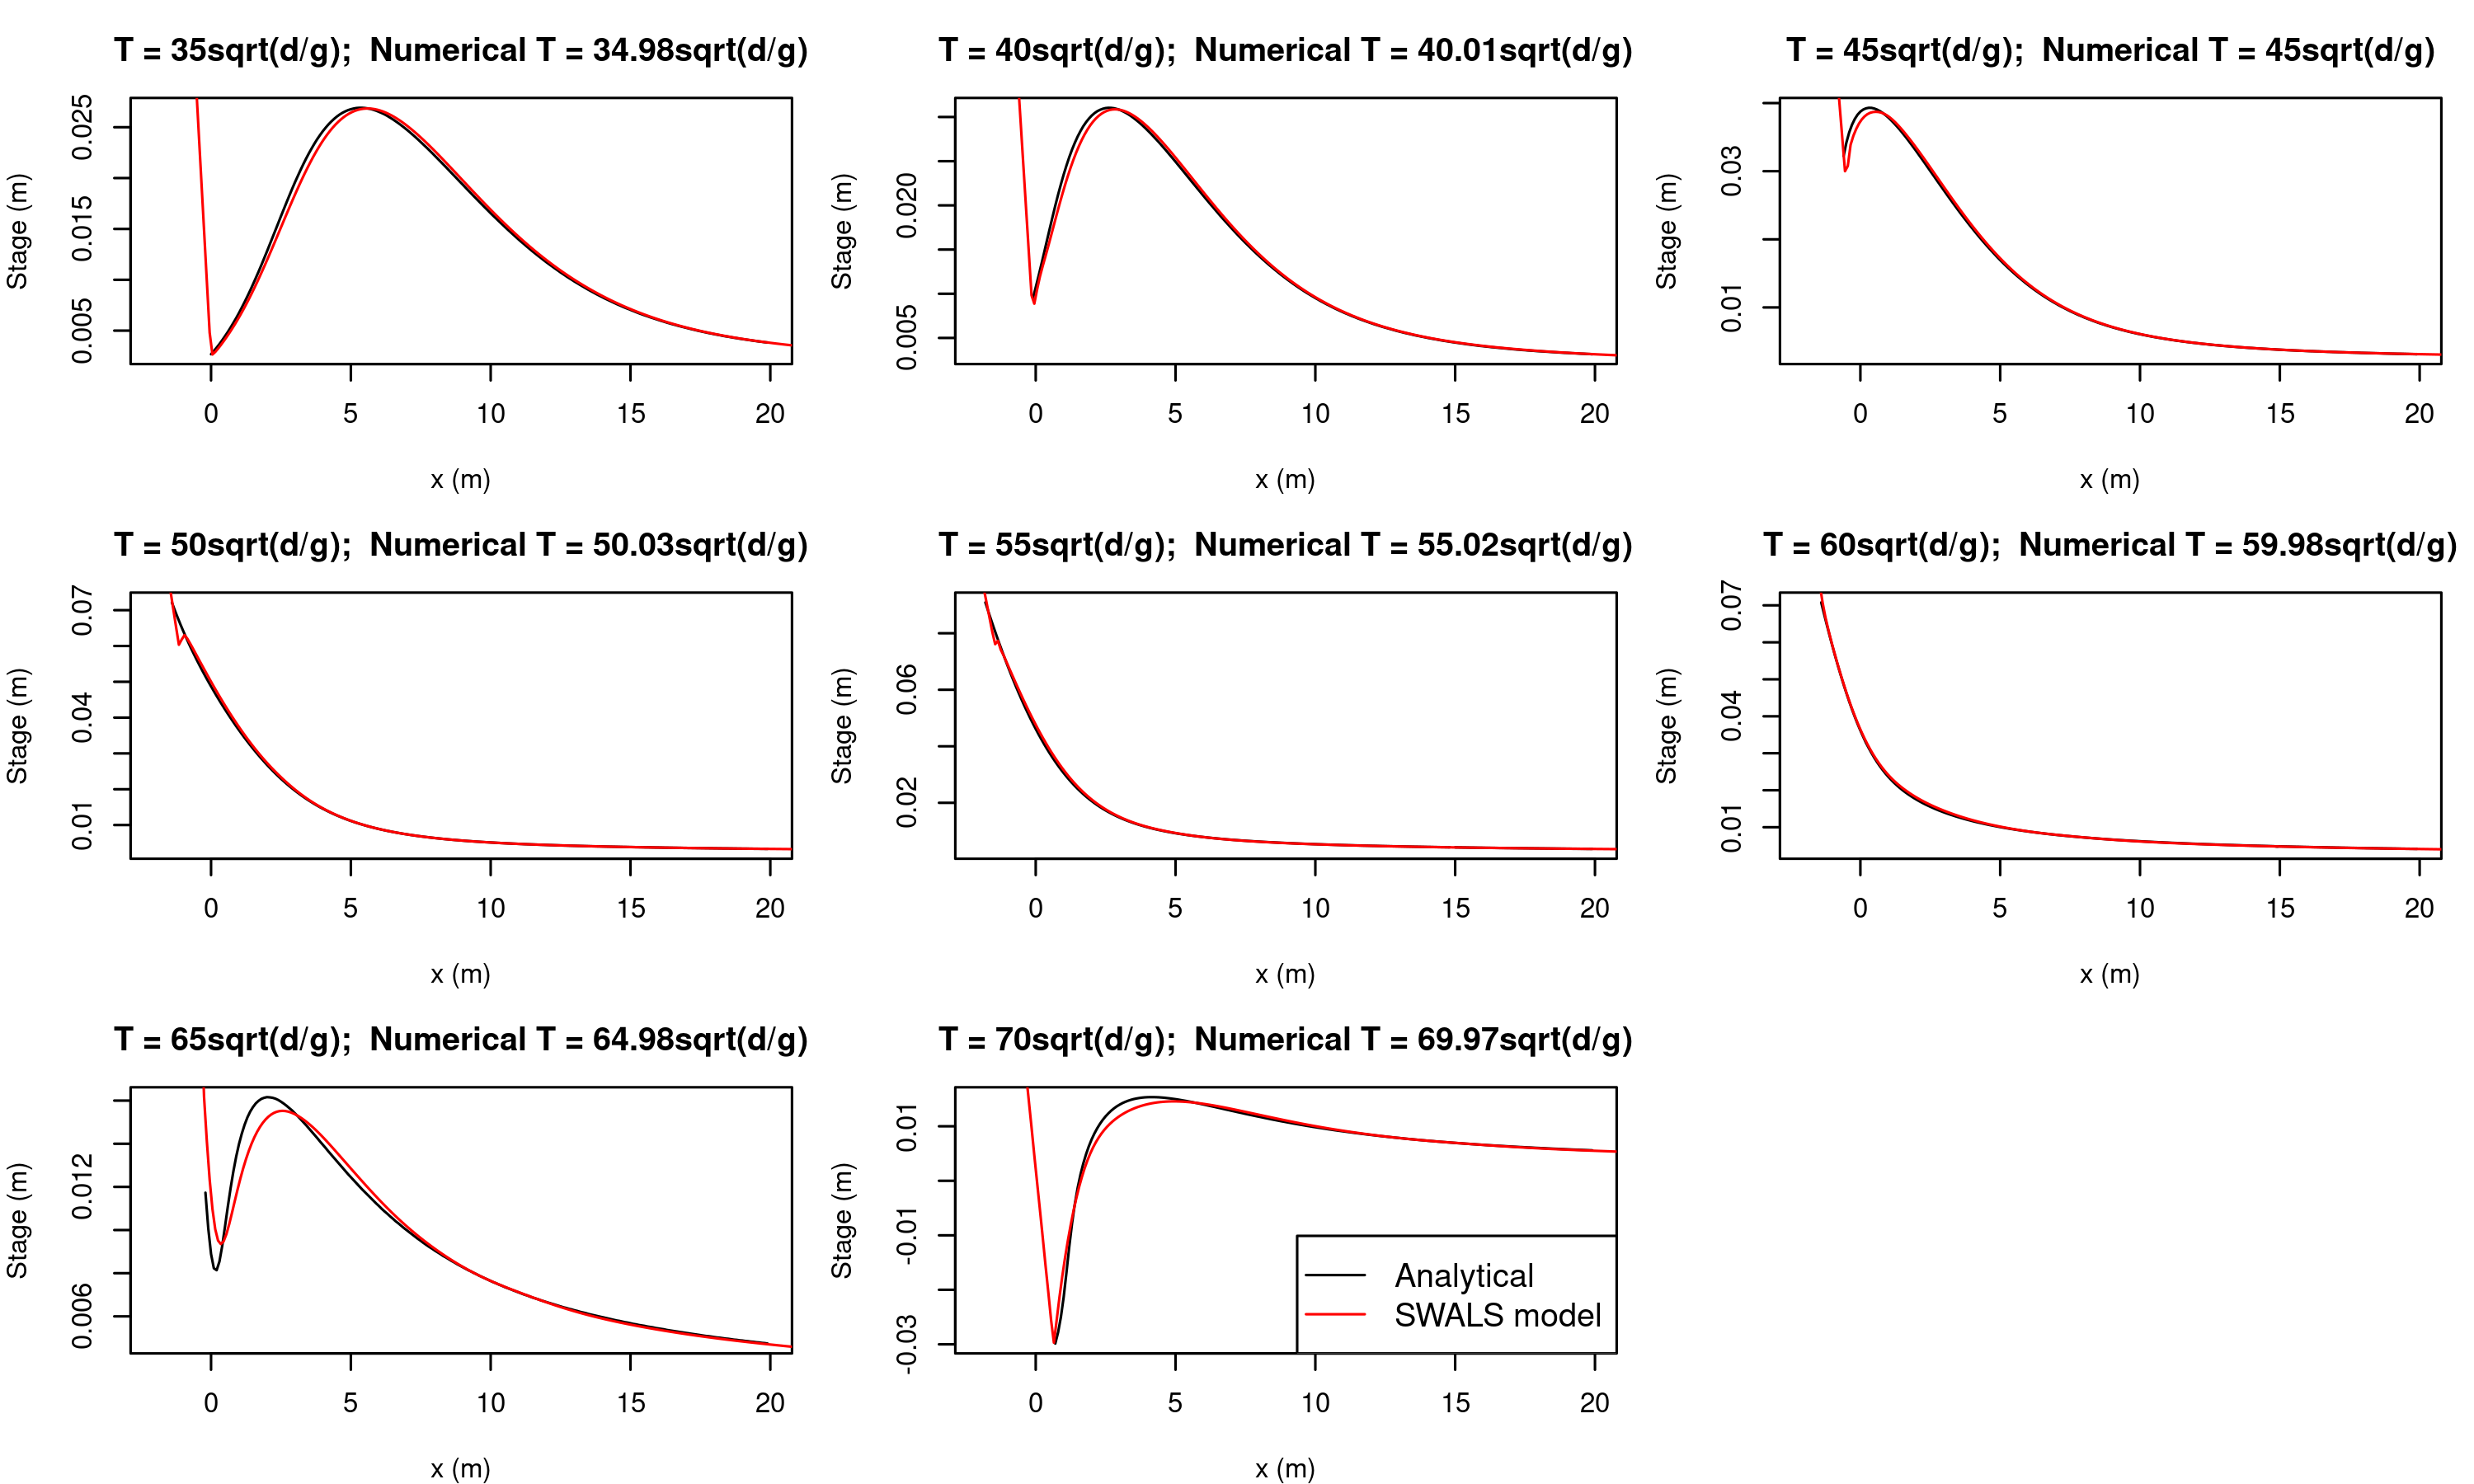 T = 35sqrt(d/g);  Numerical T = 34.98sqrt(d/g)
Stage (m)
0.025
0.015
0.005
0 5 10 15 20
x (m)
T = 40sqrt(d/g);  Numerical T = 40.01sqrt(d/g)
Stage (m)
0.020
0.005
0 5 10 15 20
x (m)
T = 45sqrt(d/g);  Numerical T = 45sqrt(d/g)
Stage (m)
0.03
0.01
0 5 10 15 20
x (m)
T = 50sqrt(d/g);  Numerical T = 50.03sqrt(d/g)
Stage (m)
0.07
0.04
0.01
0 5 10 15 20
x (m)
T = 55sqrt(d/g);  Numerical T = 55.02sqrt(d/g)
Stage (m)
0.06
0.02
0 5 10 15 20
x (m)
T = 60sqrt(d/g);  Numerical T = 59.98sqrt(d/g)
Stage (m)
0.07
0.04
0.01
0 5 10 15 20
x (m)
T = 65sqrt(d/g);  Numerical T = 64.98sqrt(d/g)
Stage (m)
0.012
0.006
0 5 10 15 20
x (m)
T = 70sqrt(d/g);  Numerical T = 69.97sqrt(d/g)
Stage (m)
0.01
-0.01
-0.03
Analytical
SWALS model
0 5 10 15 20
x (m)